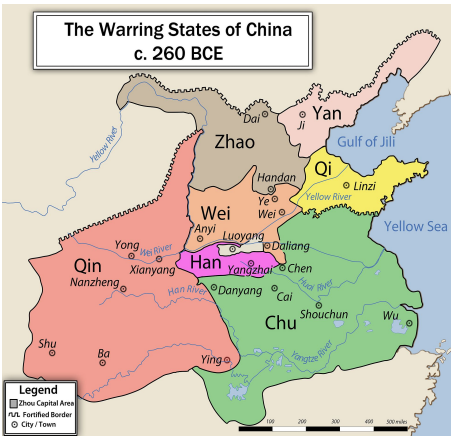 The Warring States of China
c. 260 BCE
Yan
Dai
Ji
Zhao
Yellow River
Gulf of Jili
Qi
Linzi
Handan
Yellow River
Ye
Wei
Wei
Yellow Sea
Anyi
Luoyang
Daliang
Yong
Wei River
Qin
Xianyang
Han
Yangzhai
Chen
Nanzheng
Han River
Danyang
Cai
Huai River
Shouchun
Chu
Wu
Shu
Ba
Ying
Yangtze River
Legend
Zhou Capital Area
Fortified Border
City / Town
100 200 300 400 500 miles